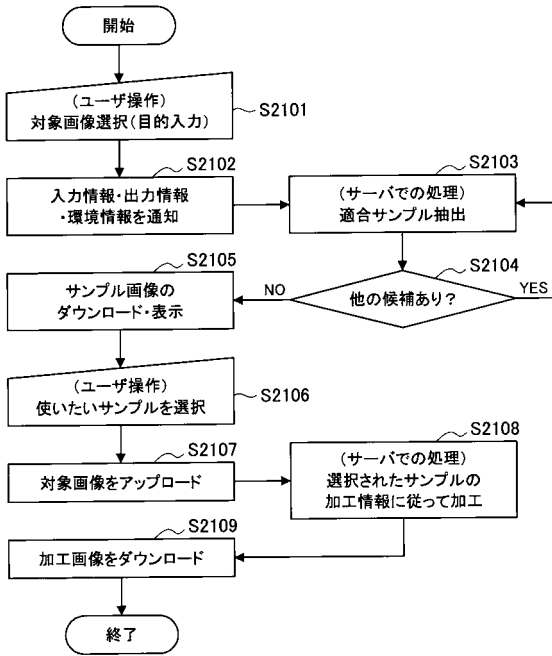 開始
(ユーザ操作)
対象画像選択(目的入力)
S2101
S2102
入力情報・出力情報
・環境情報を通知
S2103
(サーバでの処理)
適合サンプル抽出
S2104
他の候補あり?
NO
YES
S2105
サンプル画像の
ダウンロード・表示
(ユーザ操作)
使いたいサンプルを選択
S2106
S2107
対象画像をアップロード
S2108
(サーバでの処理)
選択されたサンプルの
加工情報に従って加工
S2109
加工画像をダウンロード
終了